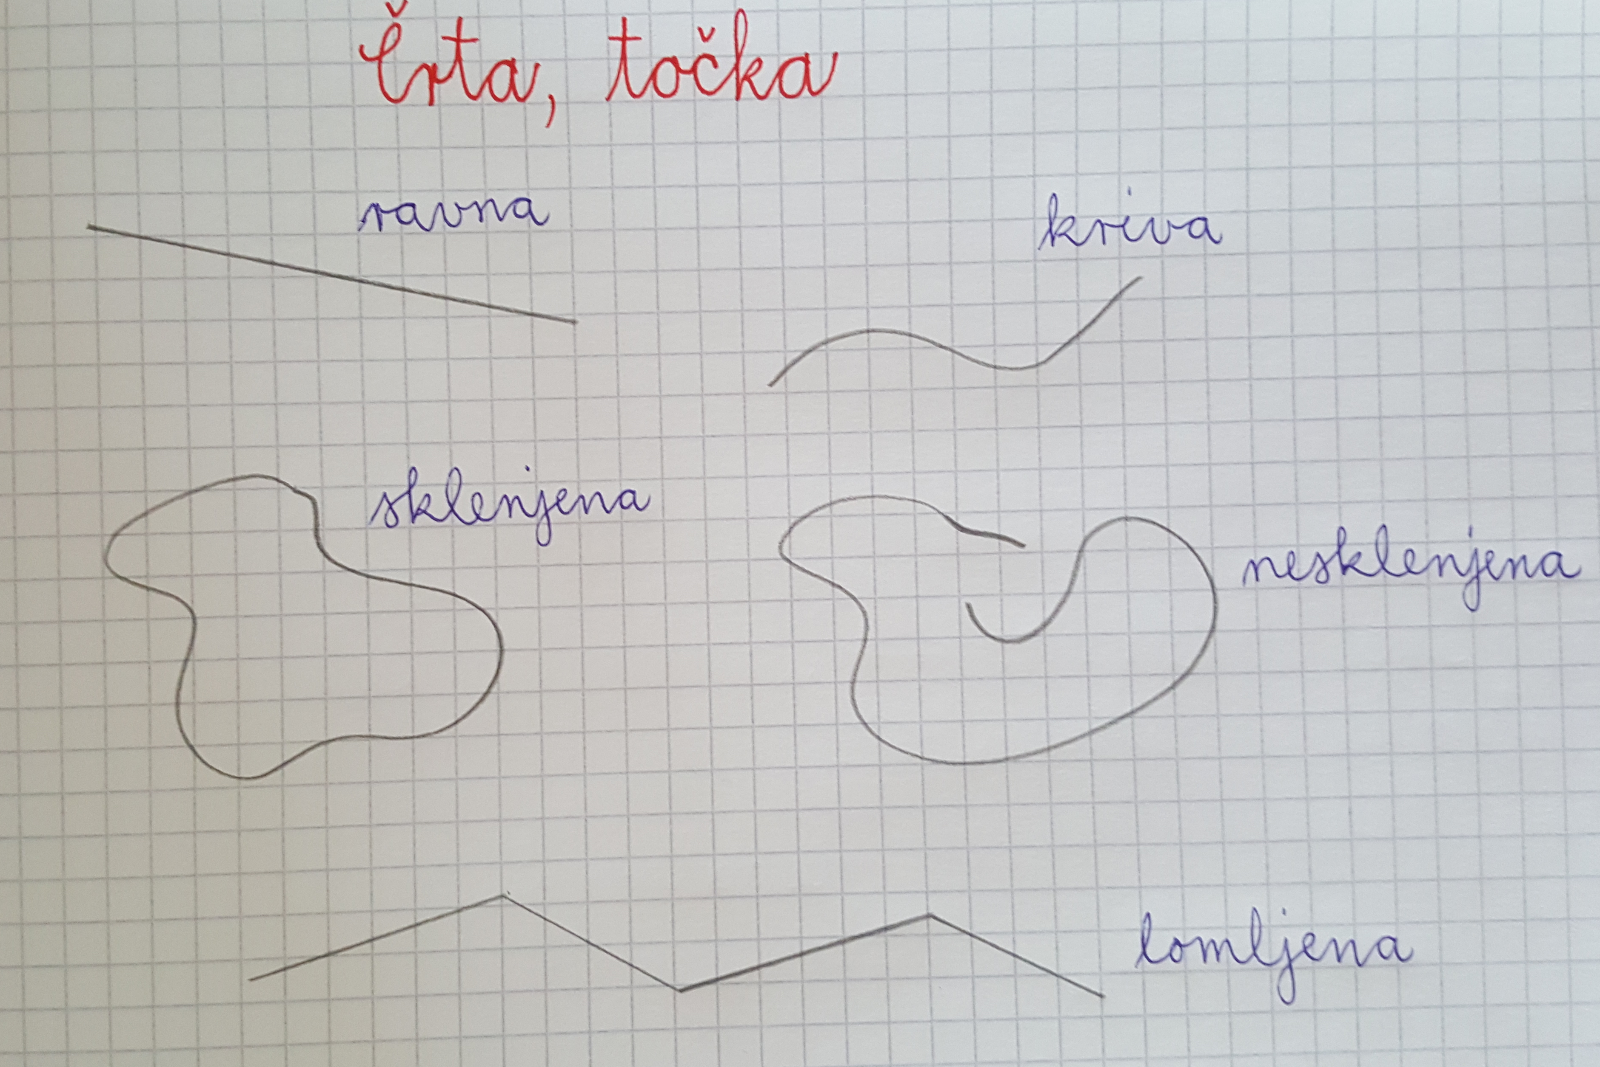 Črta, točka
ravna
kriva
sklenjena
nesklenjena
lomljena